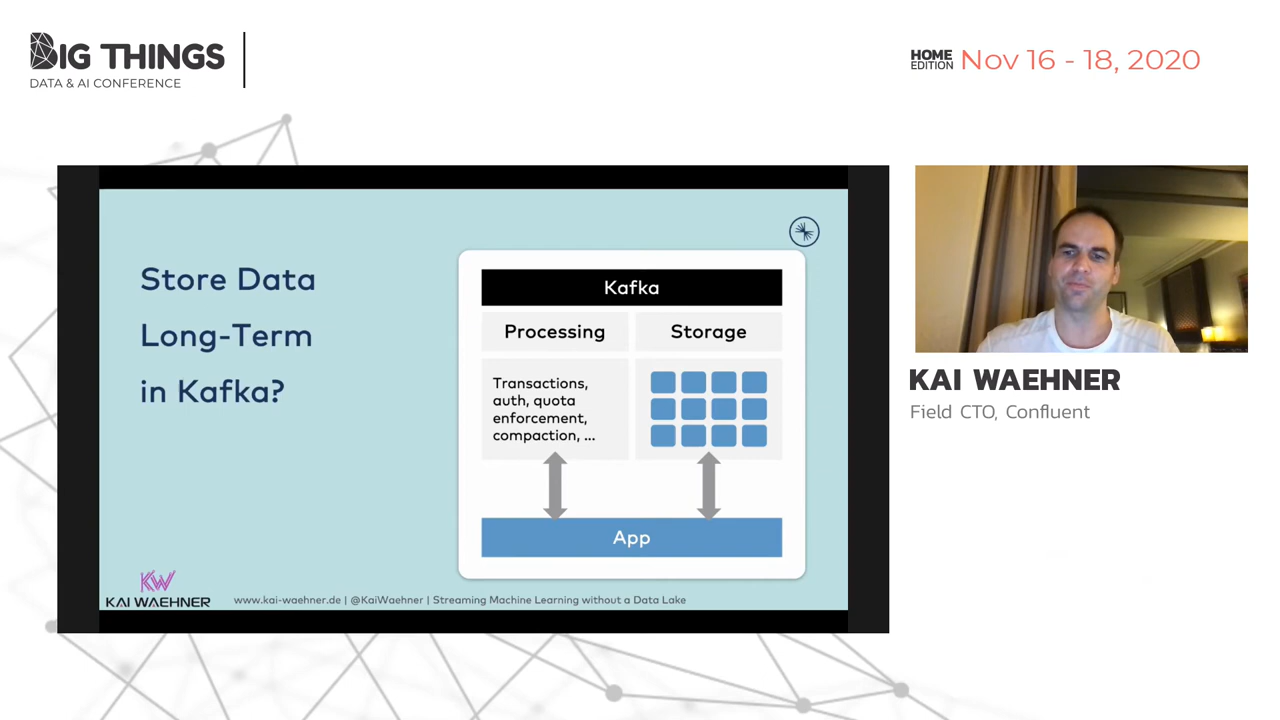 BIG THINGS
DATA & AI CONFERENCE
HOME
EDITION
Nov 16 - 18, 2020
Store Data
Long-Term
in Kafka?
Kafka
Processing
Storage
Transactions,
auth, quota
enforcement,
compaction, ...
App
KW
KAI WAEHNER
www.kai-waehner.de | @KaiWaehner | Streaming Machine Learning without a Data Lake
KAI WAEHNER
Field CTO, Confluent